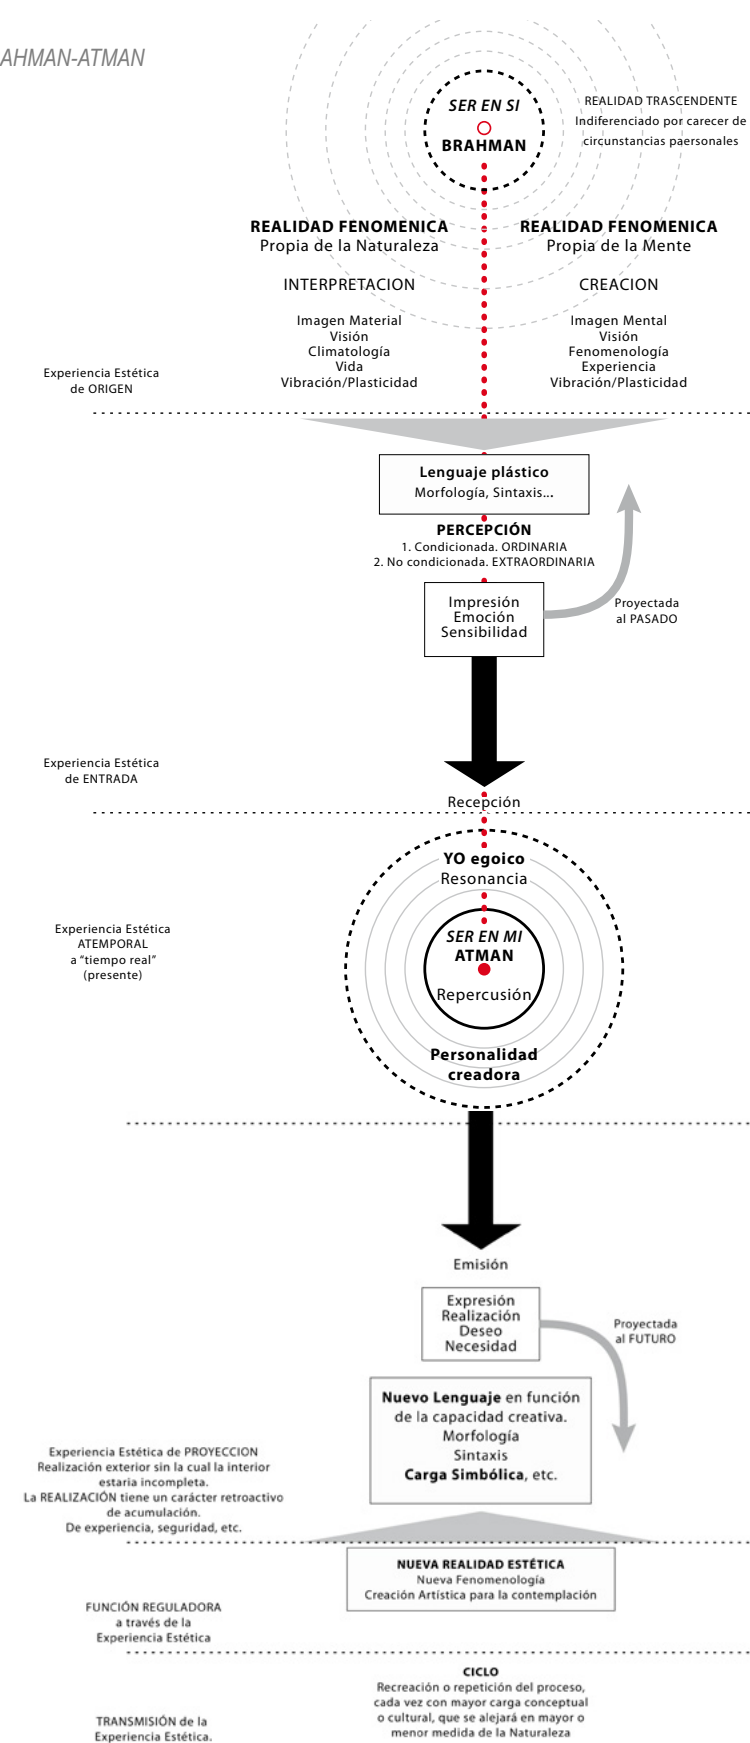 AHMAN-ATMAN
SER EN SI
BRAHMAN
REALIDAD TRASCENDENTE
Indiferenciado por carecer de
circunstancias paersonales
REALIDAD FENOMENICA
Propia de la Naturaleza
INTERPRETACION
Imagen Material
Visión
Climatología
Vida
Vibración/Plasticidad
REALIDAD FENOMENICA
Propia de la Mente
CREACION
Imagen Mental
Visión
Fenomenología
Experiencia
Vibración/Plasticidad
Experiencia Estética
de ORIGEN
Lenguaje plástico
Morfología, Sintaxis...
PERCEPCIÓN
1. Condicionada. ORDINARIA
2. No condicionada. EXTRAORDINARIA
Impresión
Emoción
Sensibilidad
Proyectada
al PASADO
Experiencia Estética
de ENTRADA
Recepción
YO egoico
Resonancia
SER EN MI
ATMAN
Repercusión
Personalidad
creadora
Experiencia Estética
ATEMPORAL
a “tiempo real”
(presente)
Emisión
Expresión
Realización
Deseo
Necesidad
Proyectada
al FUTURO
Nuevo Lenguaje en función
de la capacidad creativa.
Morfología
Sintaxis
Carga Simbólica, etc.
Experiencia Estética de PROYECCION
Realización exterior sin la cual la interior
estaria incompleta.
La REALIZACIÓN tiene un carácter retroactivo
de acumulación.
De experiencia, seguridad, etc.
NUEVA REALIDAD ESTÉTICA
Nueva Fenomenología
Creación Artística para la contemplación
FUNCIÓN REGULADORA
a través de la
Experiencia Estética
CICLO
Recreación o repetición del proceso,
cada vez con mayor carga conceptual
o cultural, que se alejará en mayor o
menor medida de la Naturaleza
TRANSMISIÓN de la
Experiencia Estética.